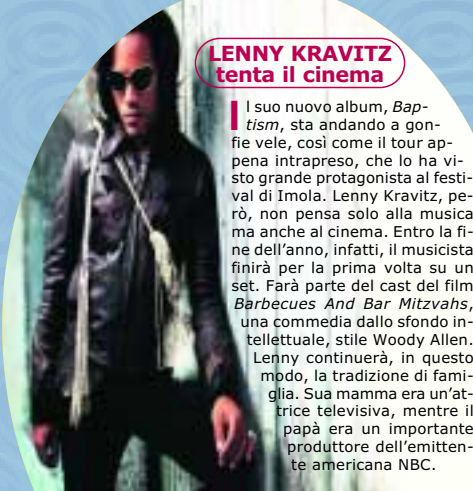 LENNY KRAVITZ
tenta il cinema
Il suo nuovo album, Bap-
tism, sta andando a gon-
fie vele, così come il tour ap-
pena intrapreso, che lo ha vi-
sto grande protagonista al festi-
val di Imola. Lenny Kravitz, pe-
rò, non pensa solo alla musica
ma anche al cinema. Entro la fi-
ne dell'anno, infatti, il musicista
finirà per la prima volta su un
set. Farà parte del cast del film
Barbecues And Bar Mitzvahs,
una commedia dallo sfondo in-
tellettuale, stile Woody Allen.
Lenny continuerà, in questo
modo, la tradizione di fami-
glia. Sua mamma era un'at-
trice televisiva, mentre il
papà era un importante
produttore dell'emitten-
te americana NBC.